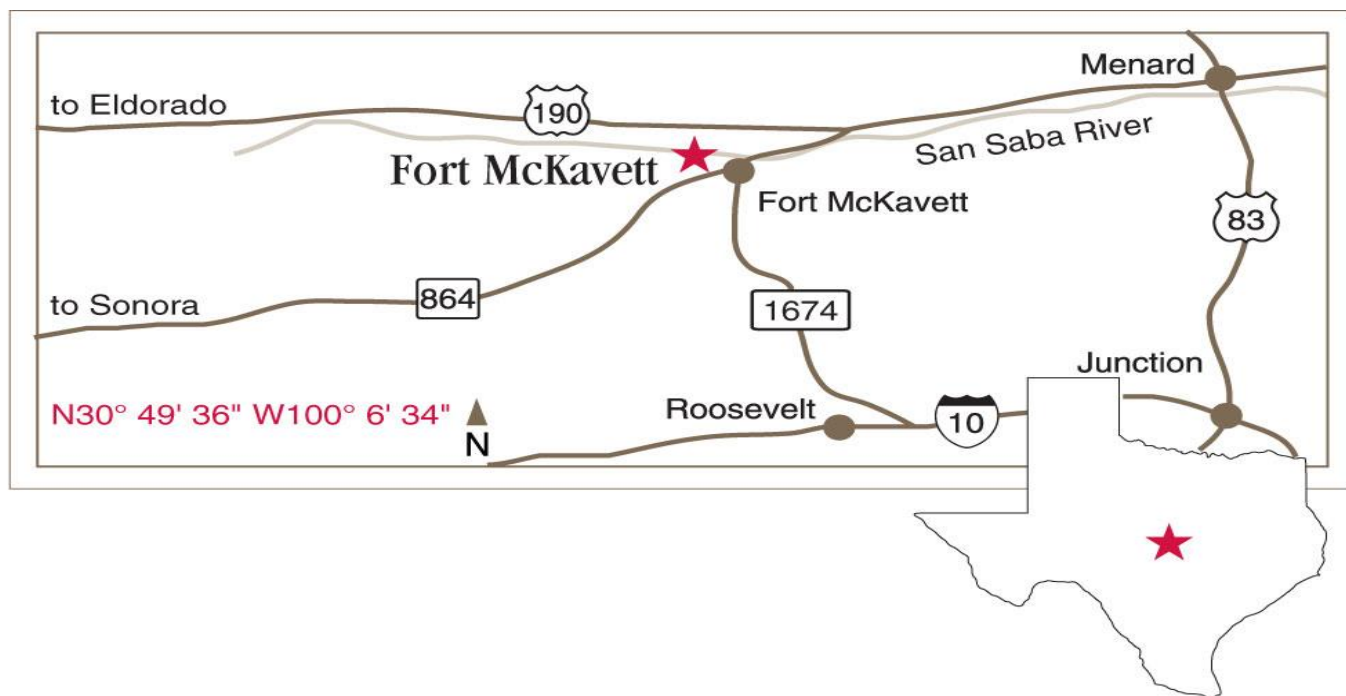 Menard
to Eldorado
190
San Saba River
Fort McKavett
Fort McKavett
83
to Sonora
864
1674
Junction
N30° 49' 36" W100° 6' 34"
N
Roosevelt
10